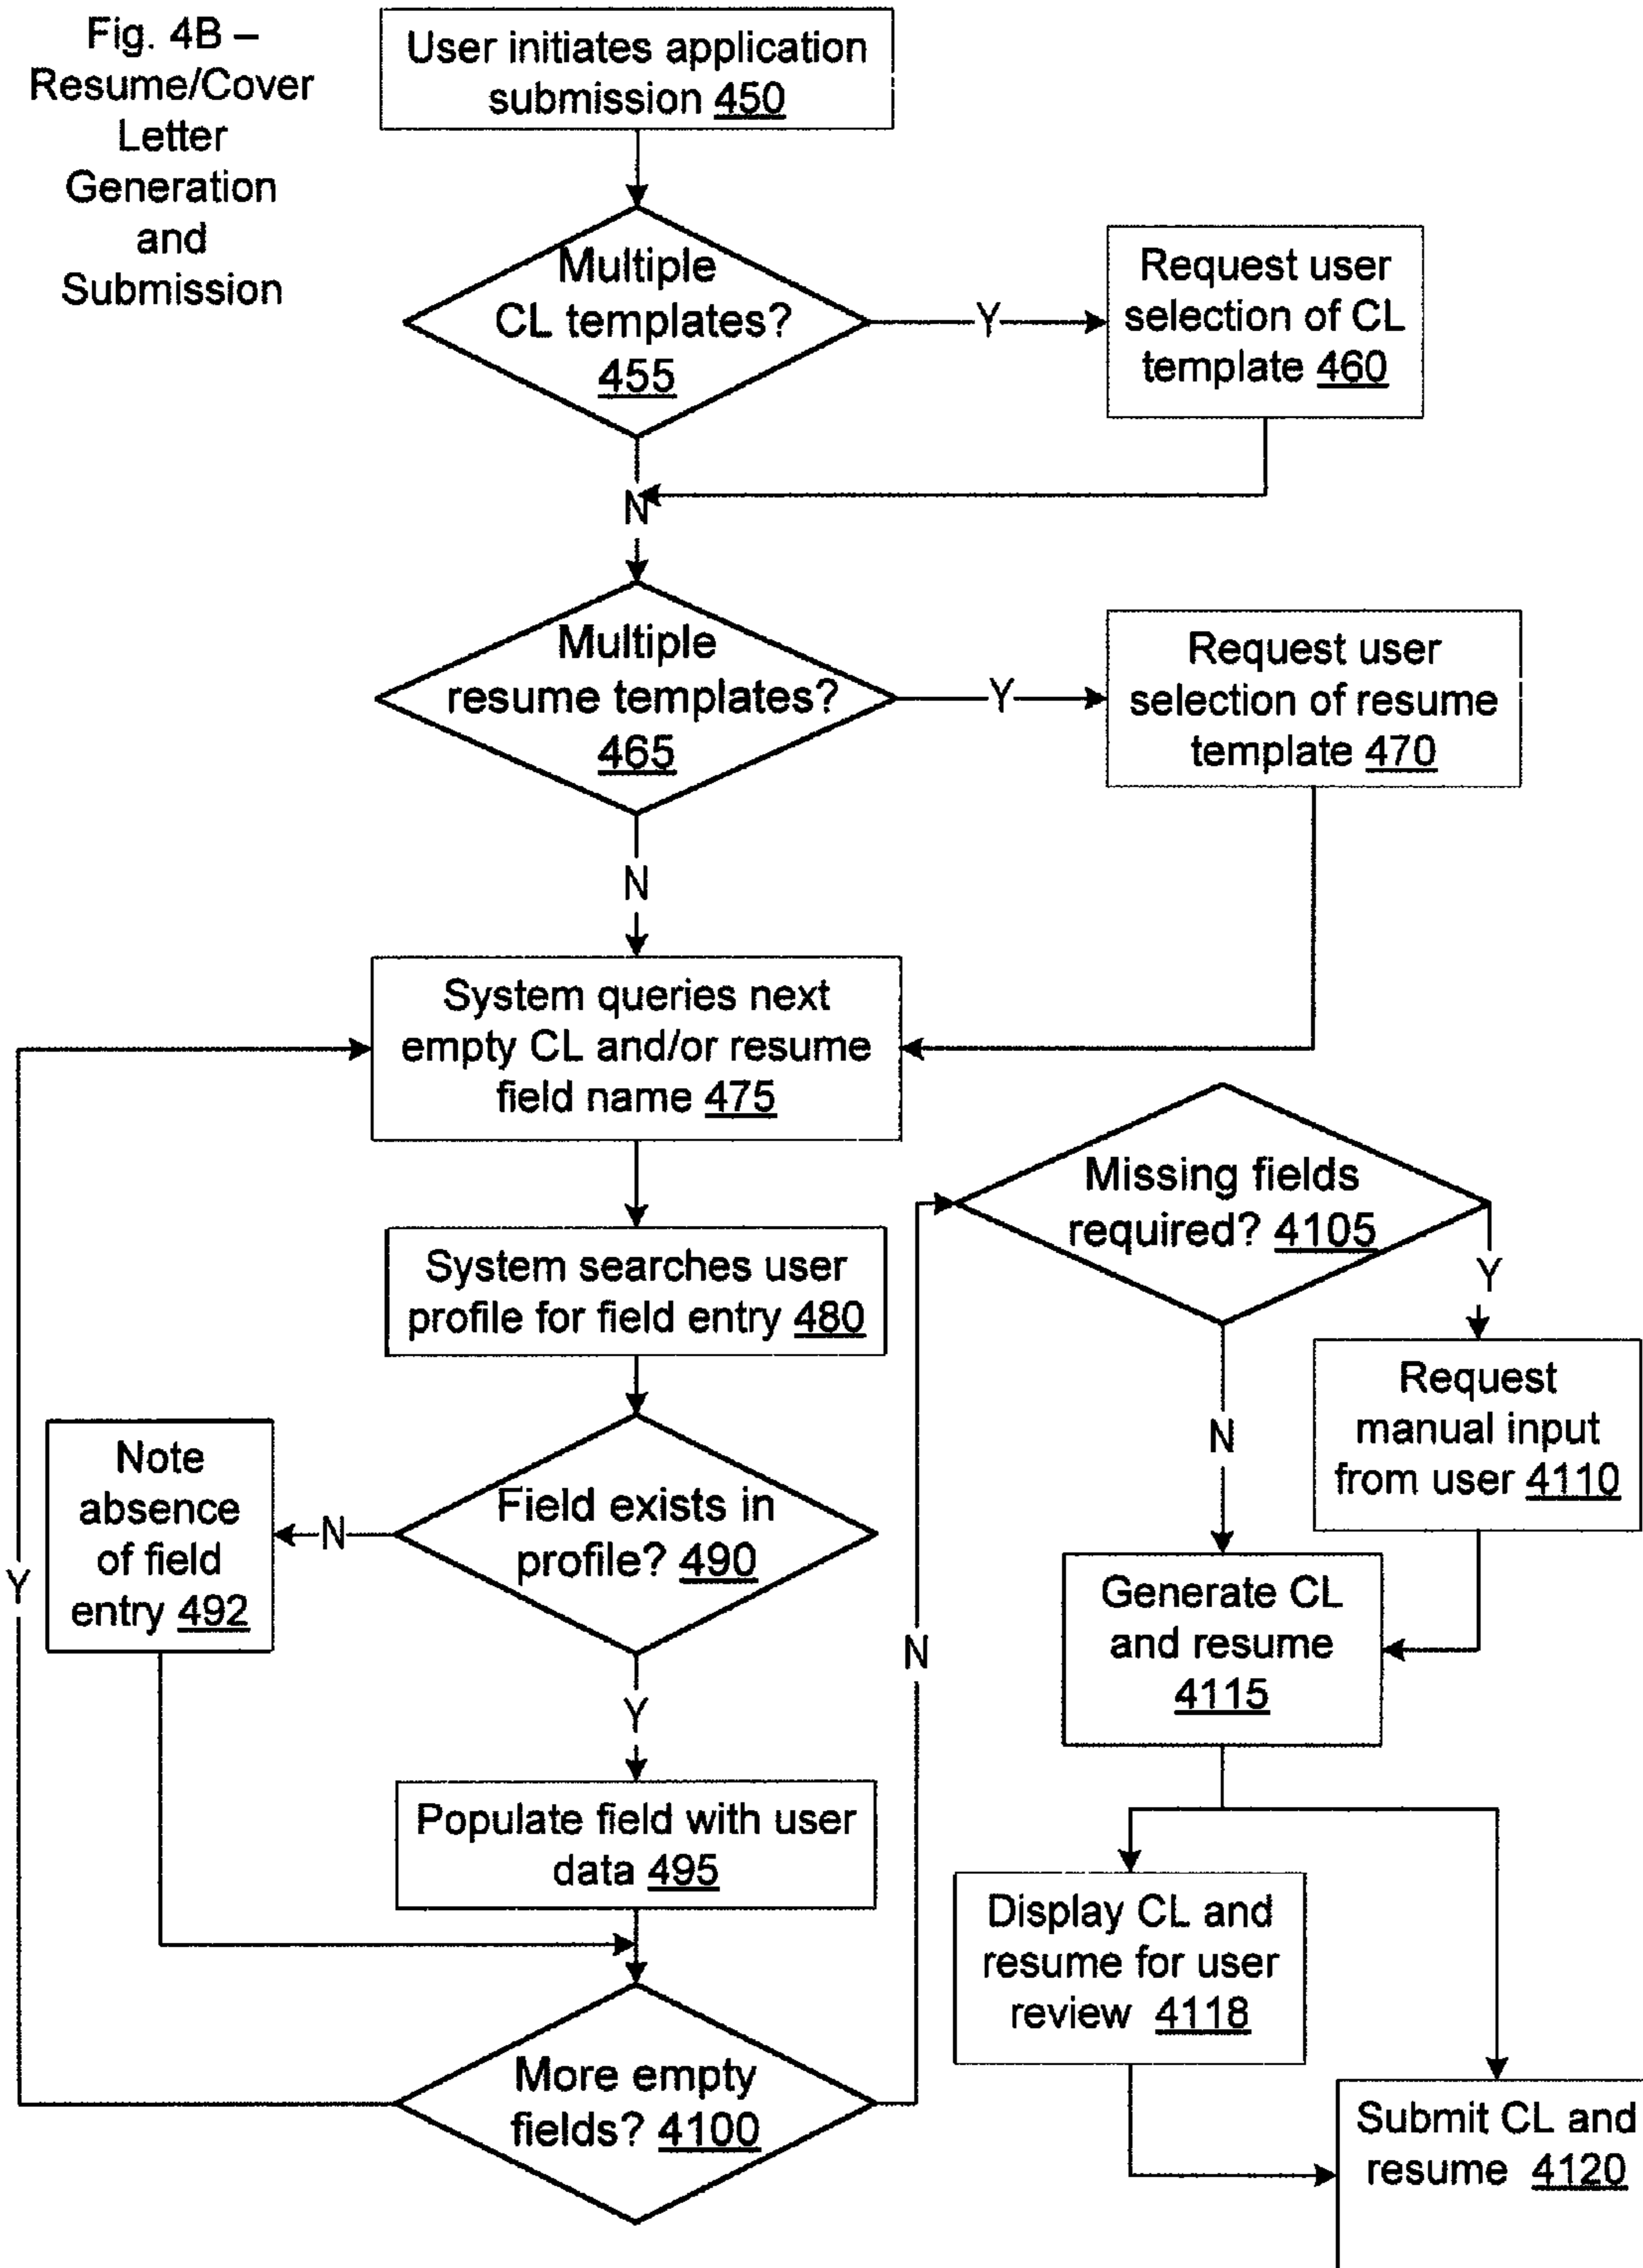 Fig. 4B –
Resume/Cover
Letter
Generation
and
Submission
User initiates application
submission 450
Multiple
CL templates?
455
Y
Request user
selection of CL
template 460
N
Multiple
resume templates?
465
Y
Request user
selection of resume
template 470
N
System queries next
empty CL and/or resume
field name 475
System searches user
profile for field entry 480
Field exists in
profile? 490
N
Note
absence
of field
entry 492
Y
Populate field with user
data 495
More empty
fields? 4100
Y
N
Missing fields
required? 4105
Y
Request
manual input
from user 4110
N
Generate CL
and resume
4115
Display CL and
resume for user
review 4118
Submit CL and
resume 4120